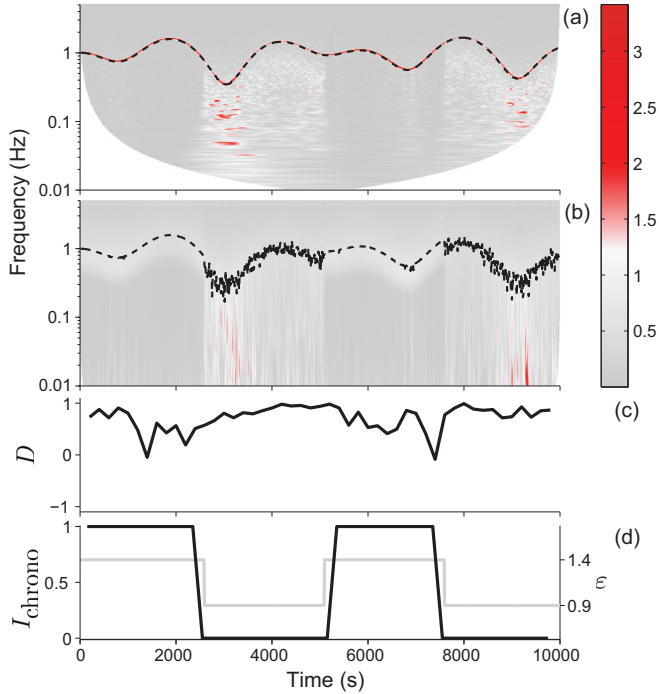 (a)
1
0.1
0.01
Frequency (Hz)
3
2.5
2
1.5
1
0.5
(b)
1
0.1
0.01
(c)
1
0
−1
D
(d)
1
0.5
0
I_chrono
1.4
0.9
ε
0 2000 4000 6000 8000 10000
Time (s)